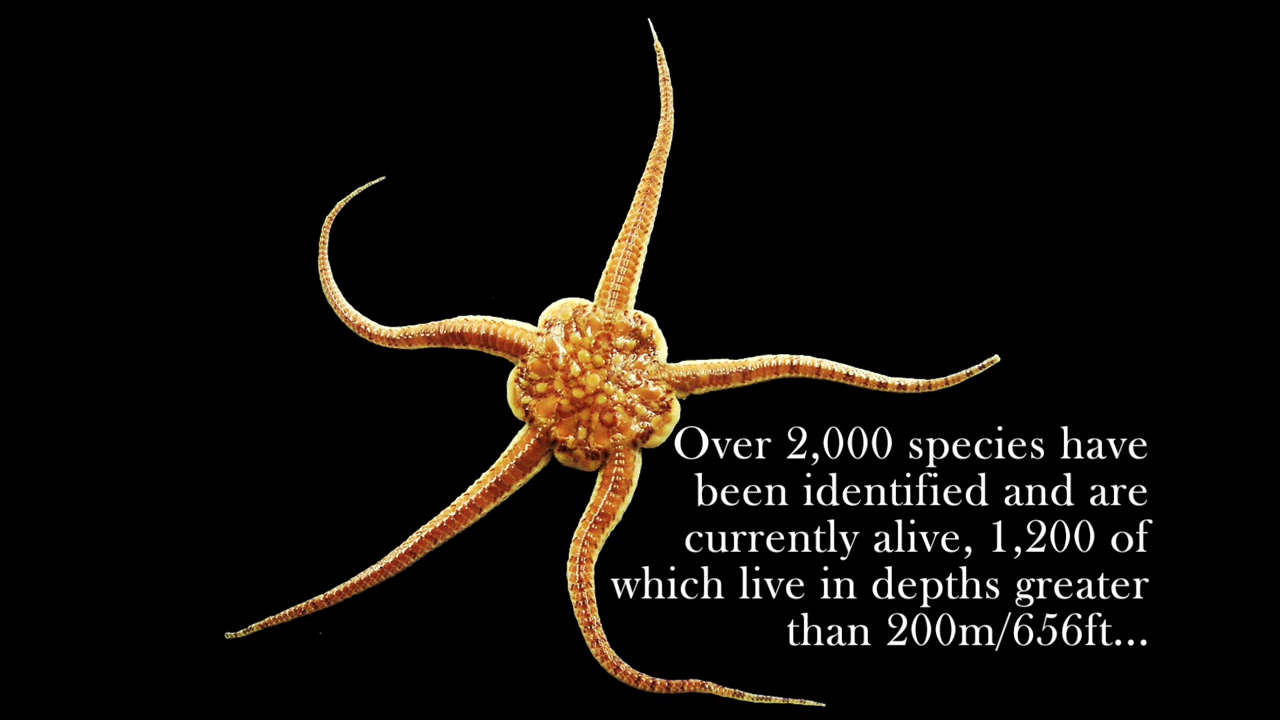 Over 2,000 species have
been identified and are
currently alive, 1,200 of
which live in depths greater
than 200m/656ft...